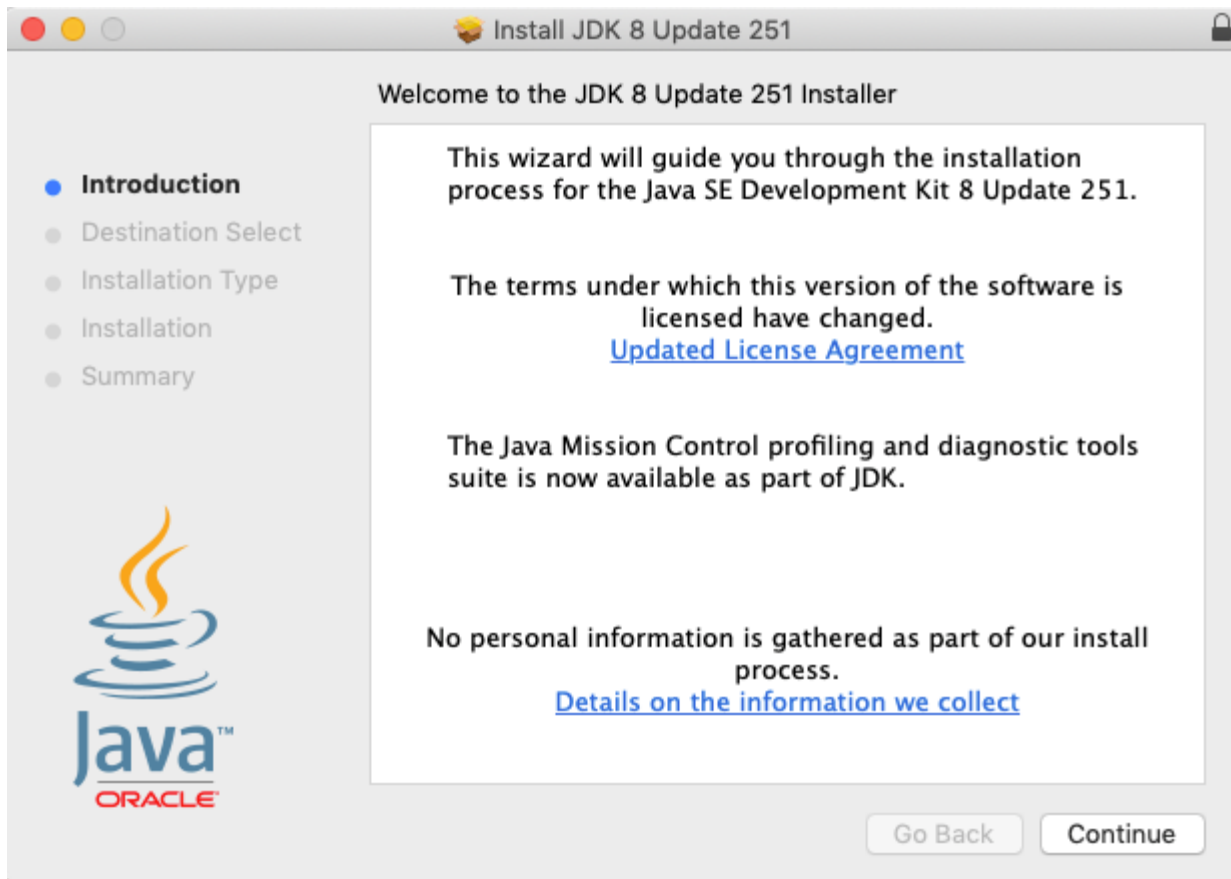 Install JDK 8 Update 251
Welcome to the JDK 8 Update 251 Installer
Introduction
Destination Select
Installation Type
Installation
Summary
This wizard will guide you through the installation
process for the Java SE Development Kit 8 Update 251.
The terms under which this version of the software is
licensed have changed.
Updated License Agreement
The Java Mission Control profiling and diagnostic tools
suite is now available as part of JDK.
No personal information is gathered as part of our install
process.
Details on the information we collect
Java™
ORACLE
Go Back
Continue